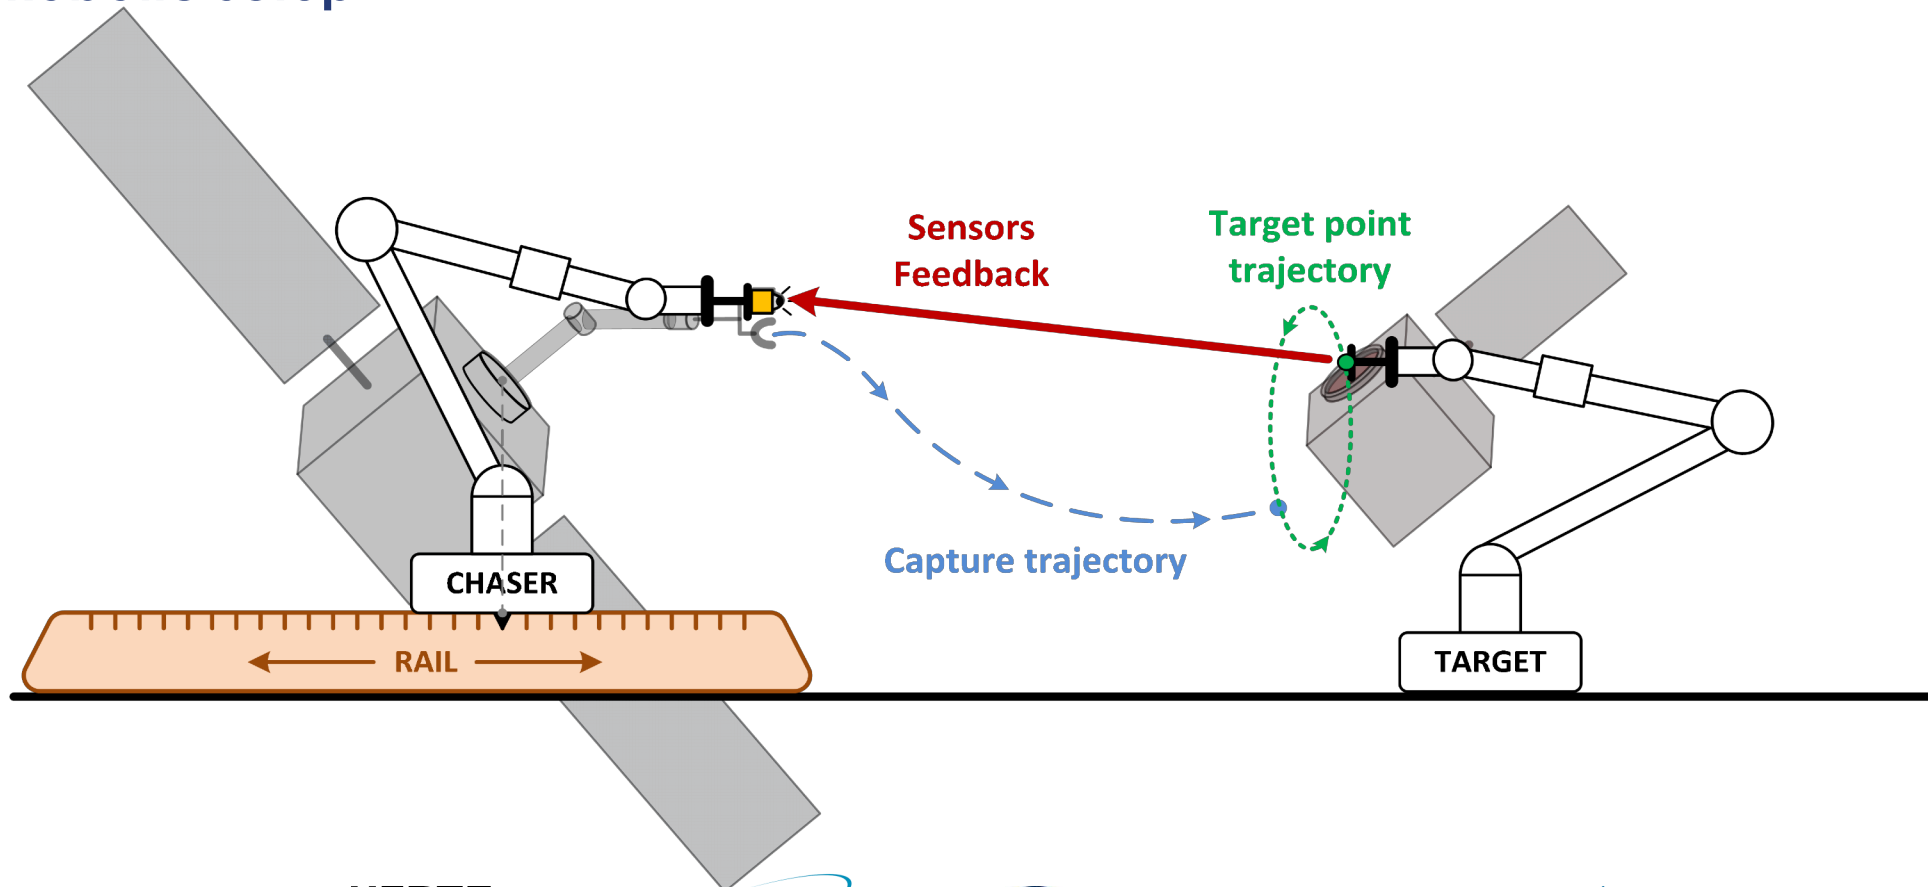 Sensors
Feedback
Target point
trajectory
Capture trajectory
CHASER
RAIL
TARGET